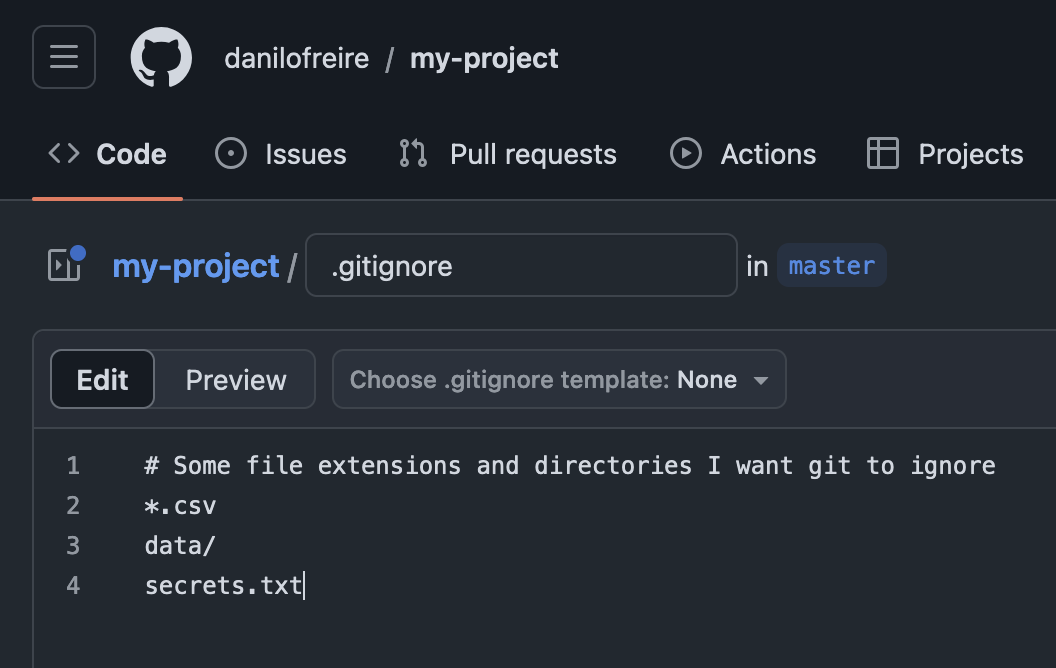 danilofreire / my-project
Code Issues Pull requests Actions Projects
my-project / .gitignore in master
Edit Preview Choose .gitignore template: None
1 # Some file extensions and directories I want git to ignore
2 *.csv
3 data/
4 secrets.txt